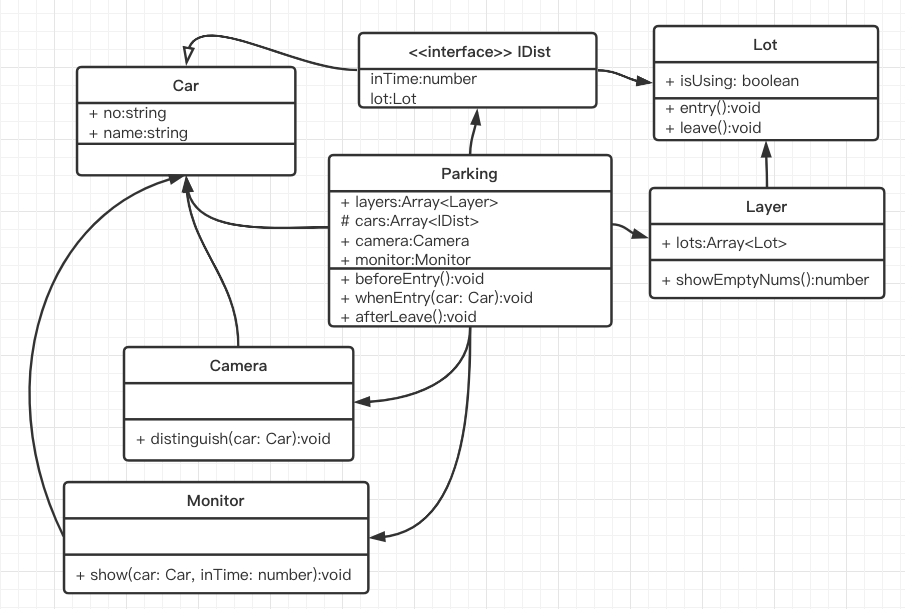 <<interface>> IDist
inTime:number
lot:Lot
Lot
+ isUsing: boolean
+ entry():void
+ leave():void
Car
+ no:string
+ name:string
Parking
+ layers:Array<Layer>
# cars:Array<IDist>
+ camera:Camera
+ monitor:Monitor
+ beforeEntry():void
+ whenEntry(car: Car):void
+ afterLeave():void
Layer
+ lots:Array<Lot>
+ showEmptyNums():number
Camera
+ distinguish(car: Car):void
Monitor
+ show(car: Car, inTime: number):void